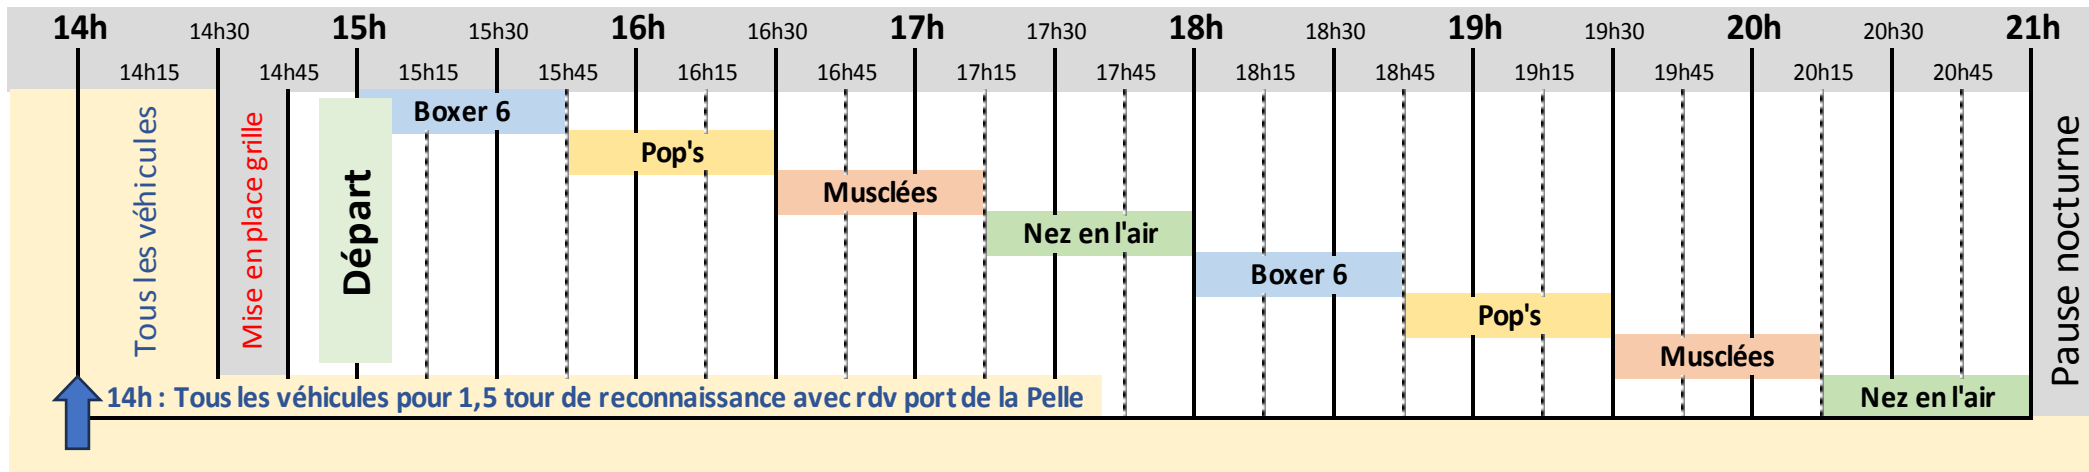 14h 14h30 15h 15h30 16h 16h30 17h 17h30 18h 18h30 19h 19h30 20h 20h30 21h
14h15 14h45 15h15 15h45 16h15 16h45 17h15 17h45 18h15 18h45 19h15 19h45 20h15 20h45
Tous les véhicules
Mise en place grille
Départ
Boxer 6
Pop's
Musclées
Nez en l'air
Boxer 6
Pop's
Musclées
Nez en l'air
Pause nocturne
14h : Tous les véhicules pour 1,5 tour de reconnaissance avec rdv port de la Pelle